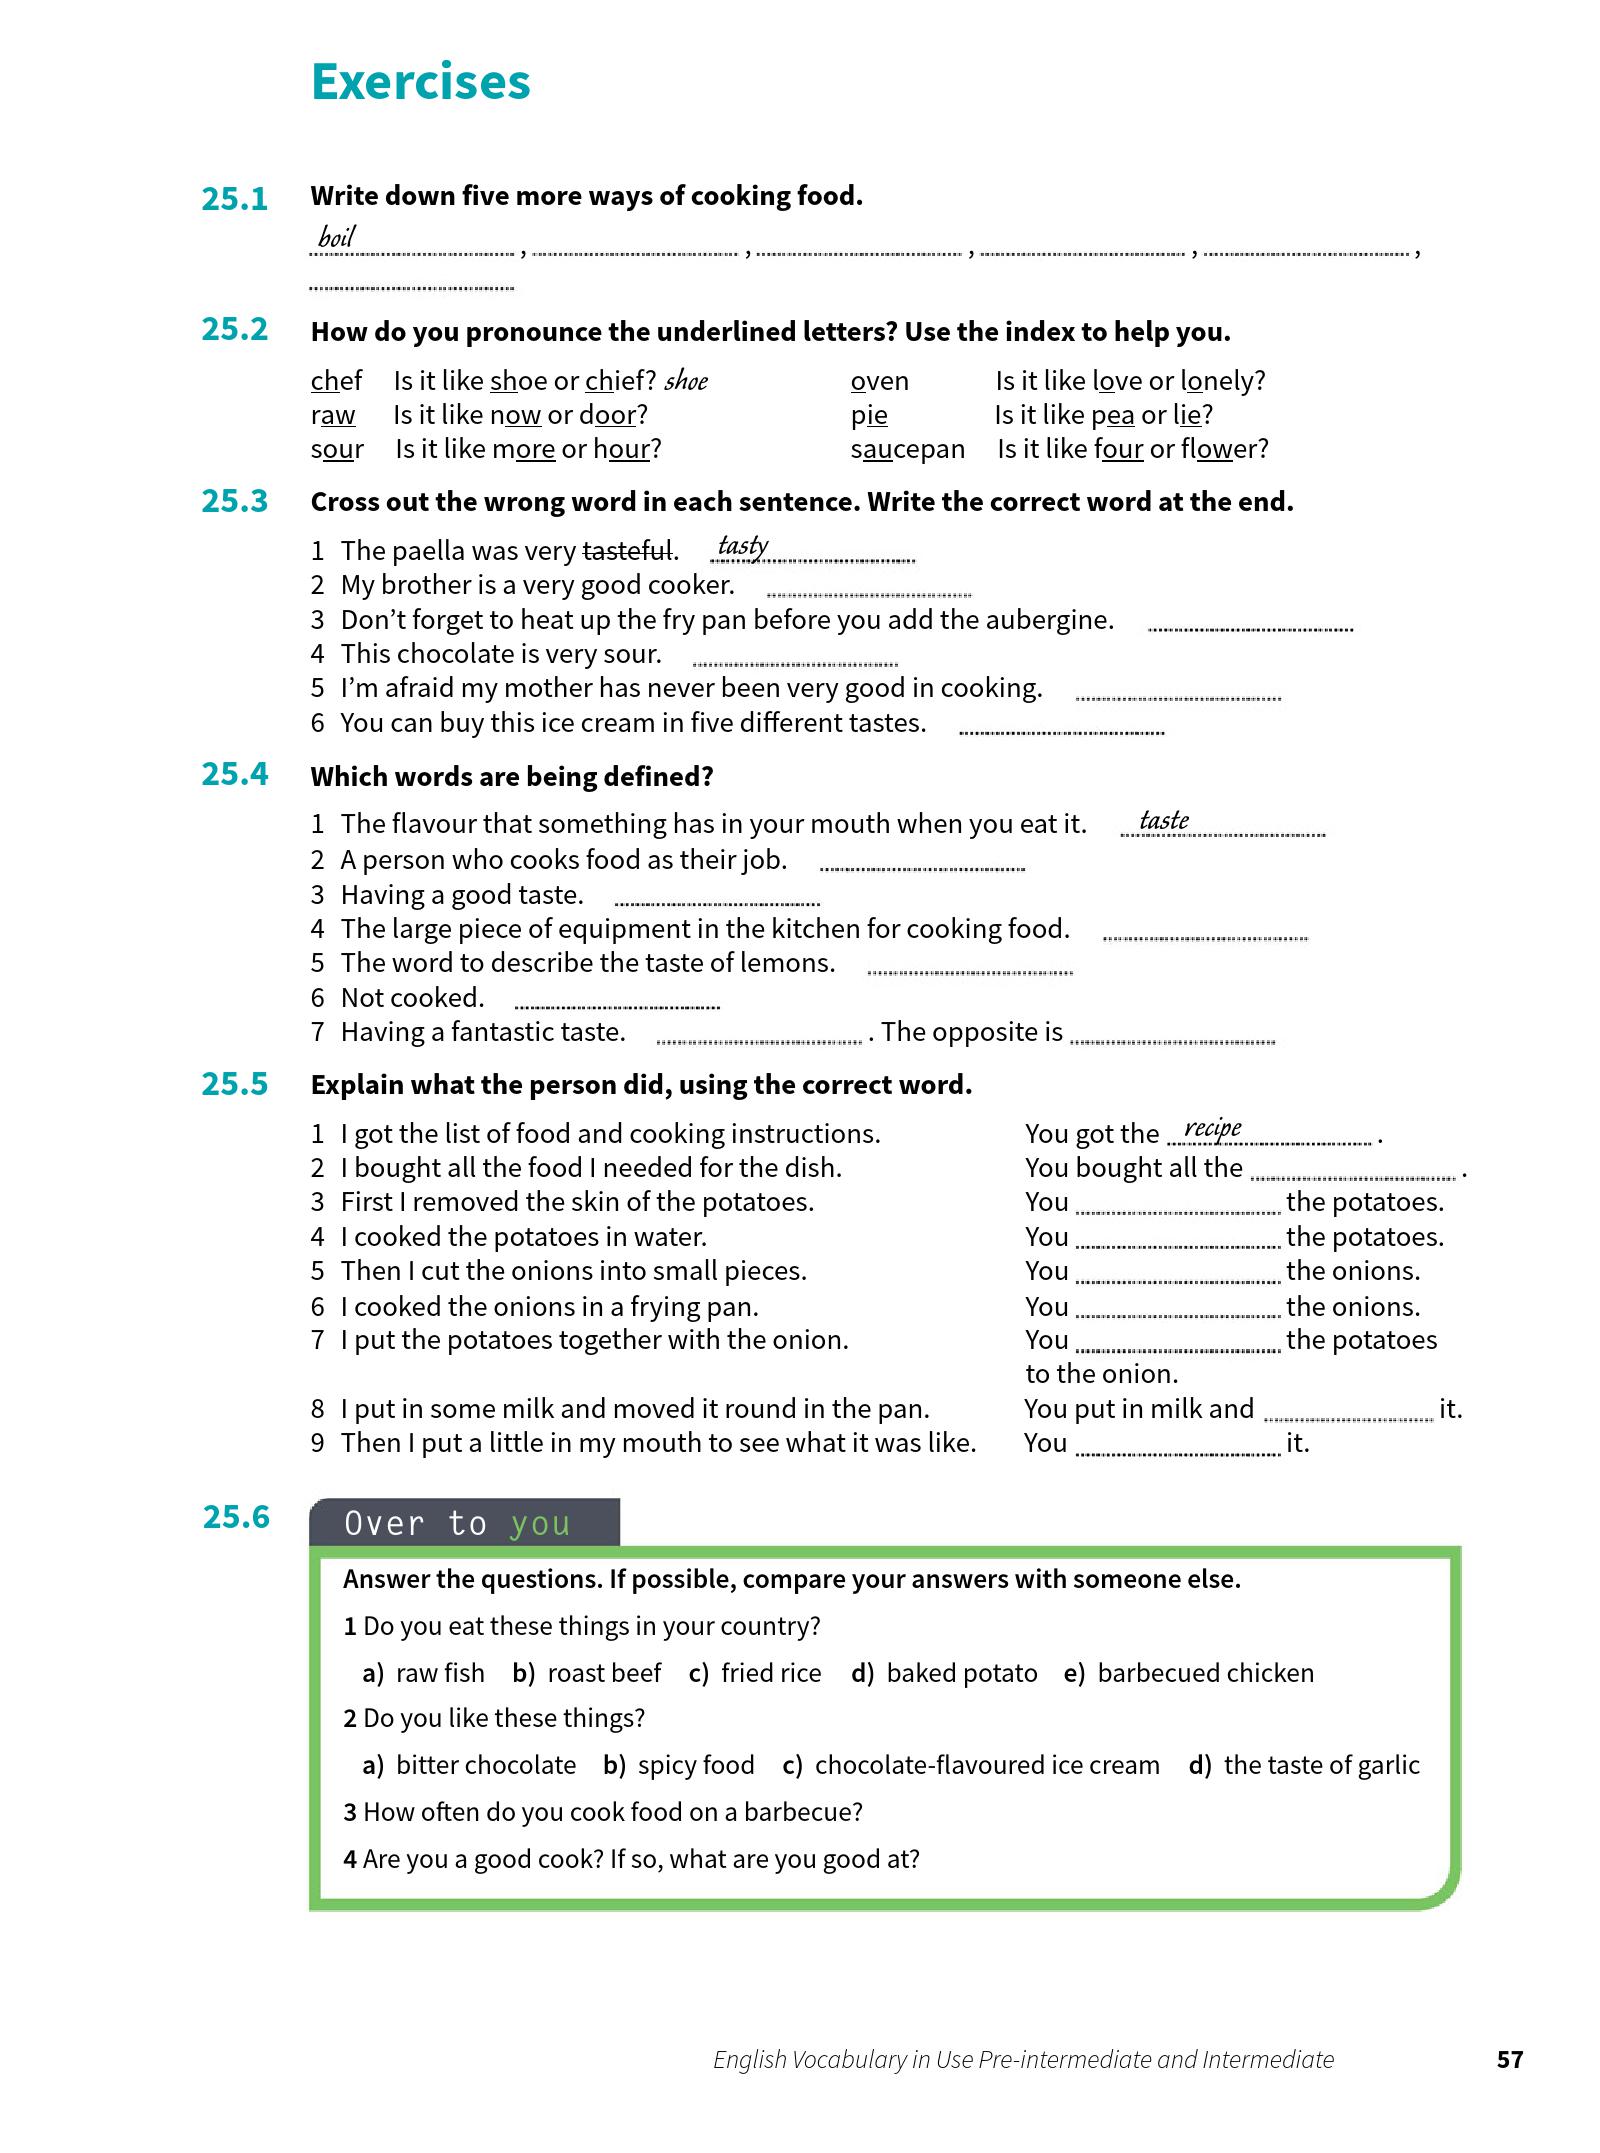 Exercises
25.1 Write down five more ways of cooking food.
boil , , , , ,
25.2 How do you pronounce the underlined letters? Use the index to help you.
chef Is it like shoe or chief? shoe oven Is it like love or lonely?
raw Is it like now or door? pie Is it like pea or lie?
sour Is it like more or hour? saucepan Is it like four or flower?
25.3 Cross out the wrong word in each sentence. Write the correct word at the end.
1 The paella was very tasteful. tasty
2 My brother is a very good cooker.
3 Don't forget to heat up the fry pan before you add the aubergine.
4 This chocolate is very sour.
5 I'm afraid my mother has never been very good in cooking.
6 You can buy this ice cream in five different tastes.
25.4 Which words are being defined?
1 The flavour that something has in your mouth when you eat it. taste
2 A person who cooks food as their job.
3 Having a good taste.
4 The large piece of equipment in the kitchen for cooking food.
5 The word to describe the taste of lemons.
6 Not cooked.
7 Having a fantastic taste. . The opposite is
25.5 Explain what the person did, using the correct word.
1 I got the list of food and cooking instructions. You got the recipe .
2 I bought all the food I needed for the dish. You bought all the .
3 First I removed the skin of the potatoes. You the potatoes.
4 I cooked the potatoes in water. You the potatoes.
5 Then I cut the onions into small pieces. You the onions.
6 I cooked the onions in a frying pan. You the onions.
7 I put the potatoes together with the onion. You the potatoes
to the onion.
8 I put in some milk and moved it round in the pan. You put in milk and it.
9 Then I put a little in my mouth to see what it was like. You it.
25.6 Over to you
Answer the questions. If possible, compare your answers with someone else.
1 Do you eat these things in your country?
a) raw fish b) roast beef c) fried rice d) baked potato e) barbecued chicken
2 Do you like these things?
a) bitter chocolate b) spicy food c) chocolate-flavoured ice cream d) the taste of garlic
3 How often do you cook food on a barbecue?
4 Are you a good cook? If so, what are you good at?
English Vocabulary in Use Pre-intermediate and Intermediate 57